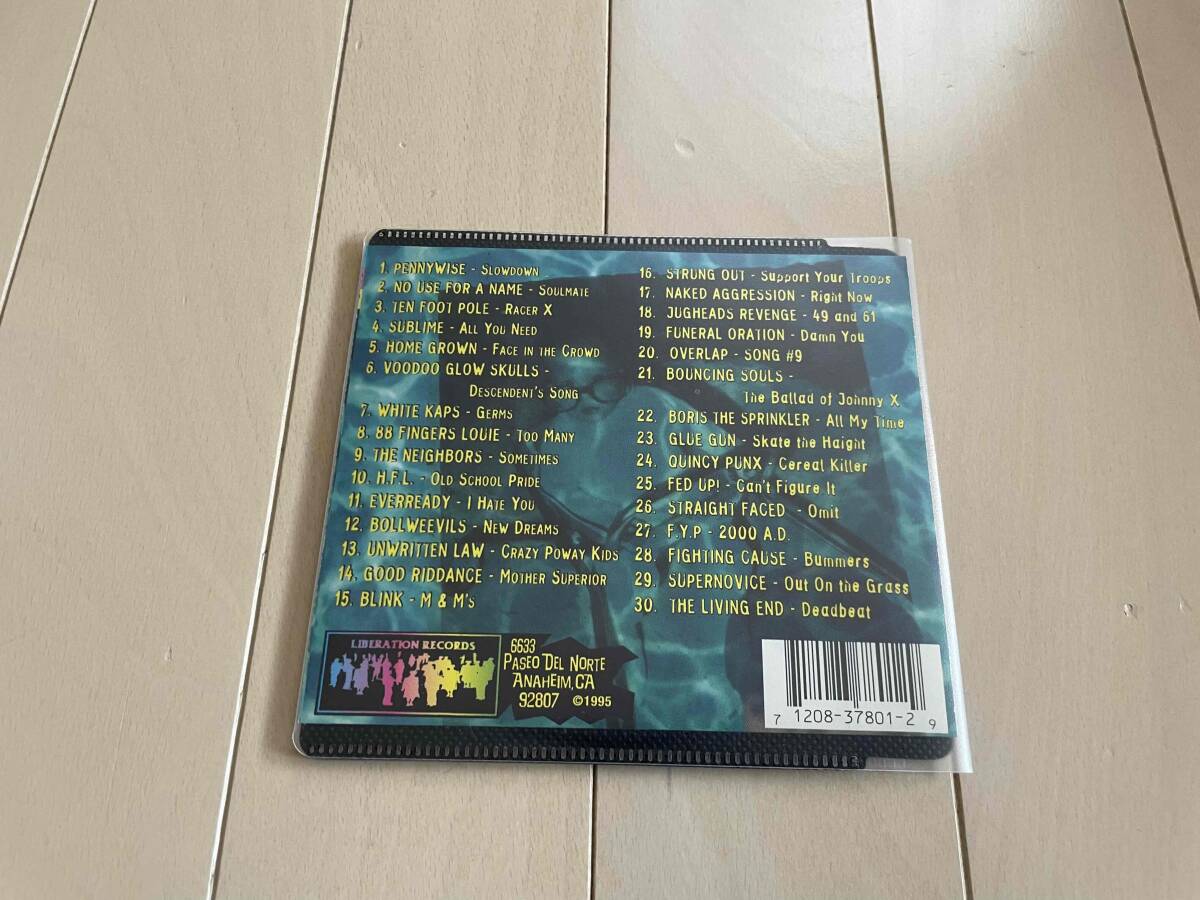 1. PENNYWISE - SLOWDOWN
2. NO USE FOR A NAME - SOULMATE
3. TEN FOOT POLE - RACER X
4. SUBLIME - ALL YOU NEED
5. HOME GROWN - FACE IN THE CROWD
6. VOODOO GLOW SKULLS -
DESCENDENT'S SONG
7. WHITE KAPS - GERMS
8. 88 FINGERS LOUIE - TOO MANY
9. THE NEIGHBORS - SOMETIMES
10. H.F.L. - OLD SCHOOL PRIDE
11. EVERREADY - I HATE YOU
12. BOLLWEEVILS - NEW DREAMS
13. UNWRITTEN LAW - CRAZY POWAY KIDS
14. GOOD RIDDANCE - MOTHER SUPERIOR
15. BLINK - M & M'S
16. STRUNG OUT - Support Your Troops
17. NAKED AGGRESSION - Right Now
18. JUGHEADS REVENGE - 49 and 61
19. FUNERAL ORATION - Damn You
20. OVERLAP - SONG #9
21. BOUNCING SOULS -
The Ballad of Johnny X
22. BORIS THE SPRINKLER - All My Time
23. GLUE GUN - Skate the Haight
24. QUINCY PUNX - Cereal Killer
25. FED UP! - Can't Figure It
26. STRAIGHT FACED - Omit
27. F.Y.P - 2000 A.D.
28. FIGHTING CAUSE - Bummers
29. SUPERNOVICE - Out On the Grass
30. THE LIVING END - Deadbeat
LIBERATION RECORDS
6633
PASEO DEL NORTE
ANAHEIM, CA
92807 ©1995
7 1208-37801-2 9